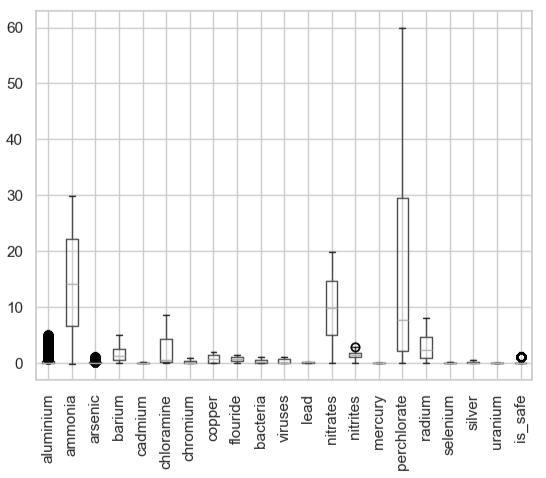 60
50
40
30
20
10
0
aluminium
ammonia
arsenic
barium
cadmium
chloramine
chromium
copper
flouride
bacteria
viruses
lead
nitrates
nitrites
mercury
perchlorate
radium
selenium
silver
uranium
is_safe